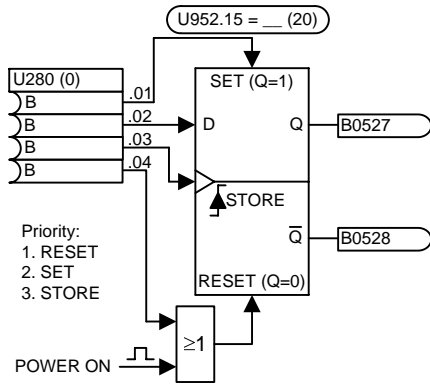 U952.15 = __ (20)
U280 (0)
B .01
B .02
B .03
B .04
SET (Q=1)
D
Q
B0527
STORE
Q̅
B0528
RESET (Q=0)
Priority:
1. RESET
2. SET
3. STORE
≥1
POWER ON